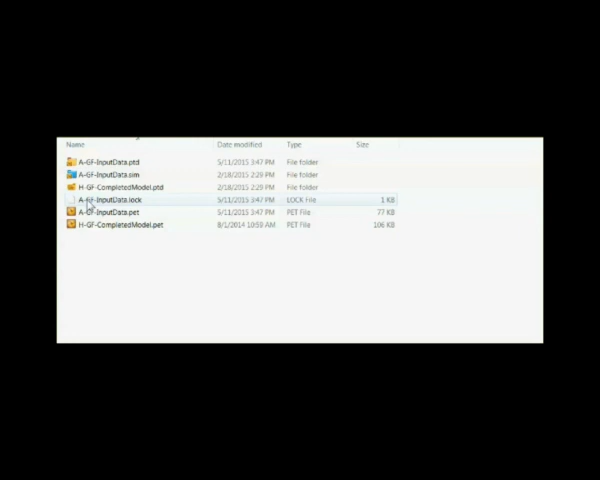 Name Date modified Type Size
A-GF-InputData.ptd 5/11/2015 3:47 PM File folder
A-GF-InputData.sim 2/18/2015 2:29 PM File folder
H-GF-CompletedModel.ptd 2/18/2015 2:29 PM File folder
A-GF-InputData.lock 5/11/2015 3:47 PM LOCK File 1 KB
A-GF-InputData.pet 5/11/2015 3:47 PM PET File 77 KB
H-GF-CompletedModel.pet 8/1/2014 10:59 AM PET File 106 KB